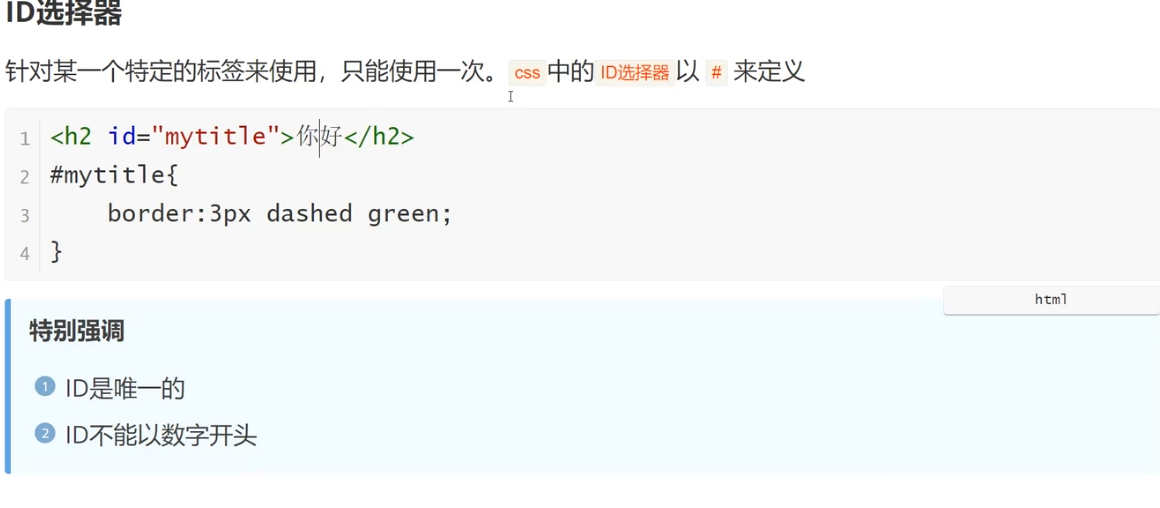 ID选择器
针对某一个特定的标签来使用，只能使用一次。css中的ID选择器以 # 来定义
1 <h2 id="mytitle">你好</h2>
2 #mytitle{
3     border:3px dashed green;
4 }
html
特别强调
1 ID是唯一的
2 ID不能以数字开头